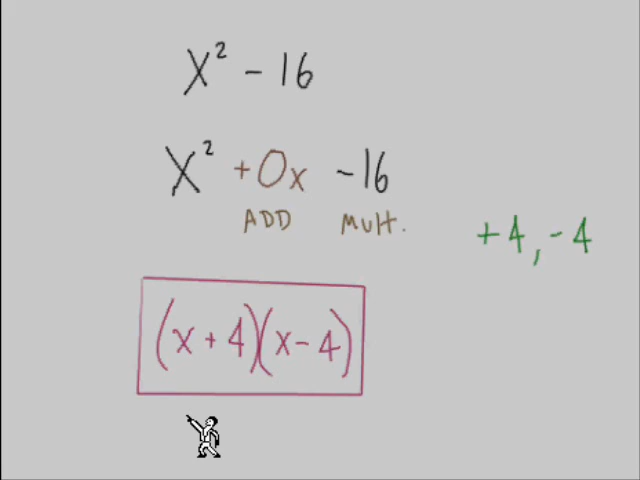 x² - 16
x² + 0x - 16
ADD MULT.
+4, -4
(x + 4)(x - 4)